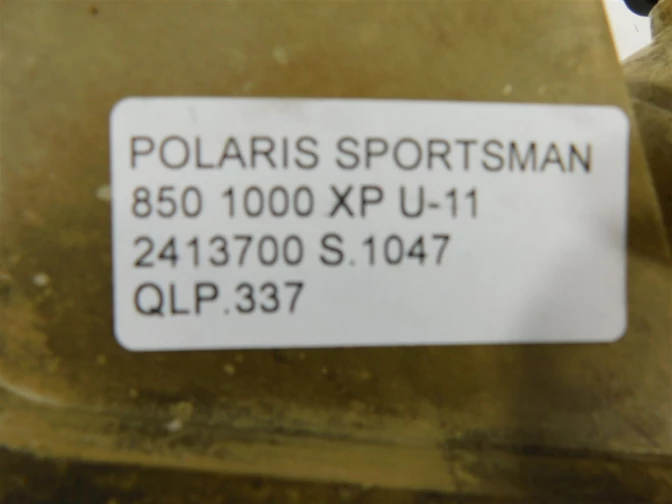 POLARIS SPORTSMAN
850 1000 XP U-11
2413700 S.1047
QLP.337